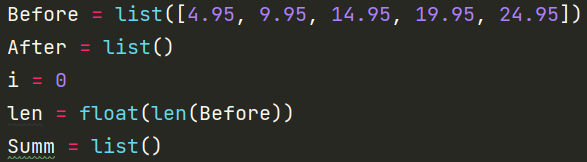 Before = list([4.95, 9.95, 14.95, 19.95, 24.95])
After = list()
i = 0
len = float(len(Before))
Summ = list()